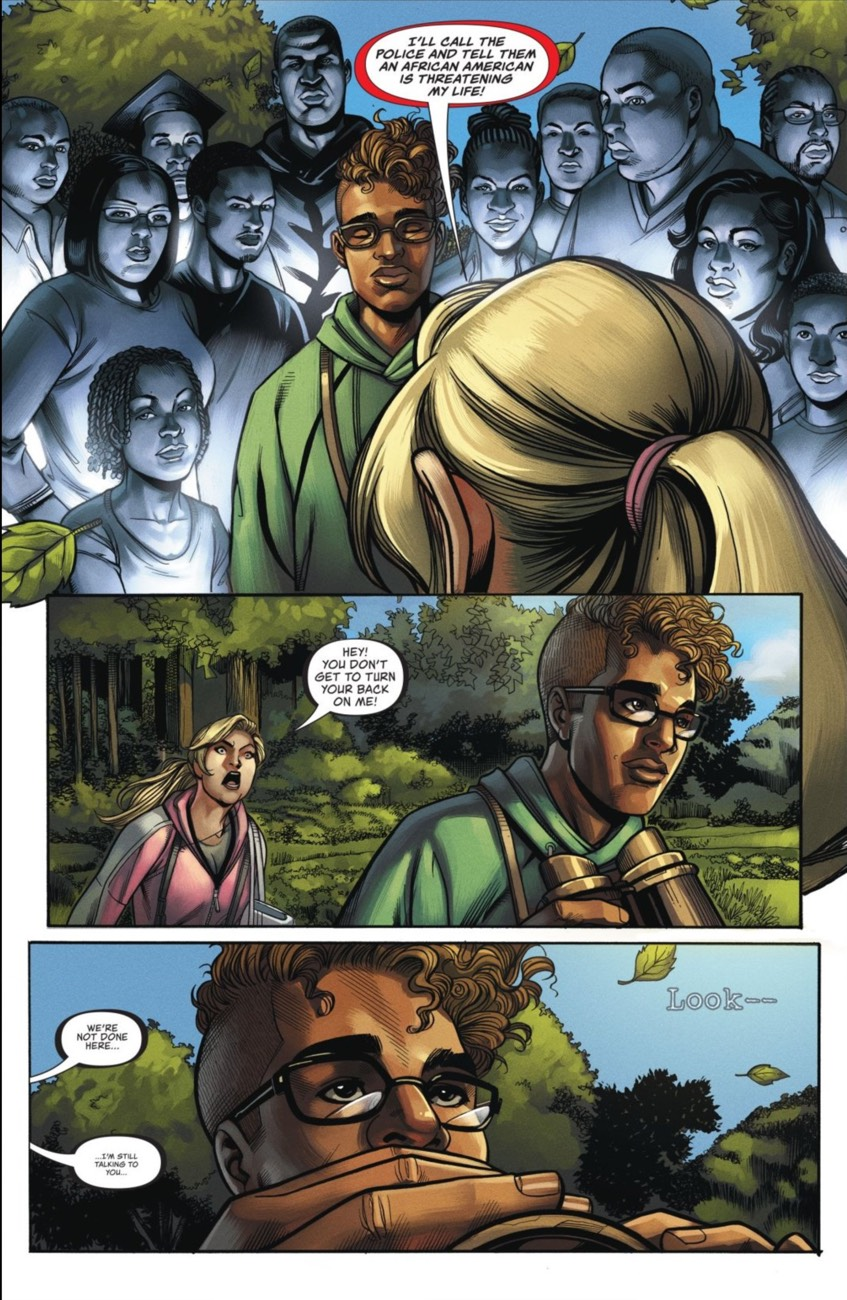 I'LL CALL THE
POLICE AND TELL THEM
AN AFRICAN AMERICAN
IS THREATENING
MY LIFE!
HEY!
YOU DON'T
GET TO TURN
YOUR BACK
ON ME!
WE'RE
NOT DONE
HERE...
Look--
...I'M STILL
TALKING TO
YOU...